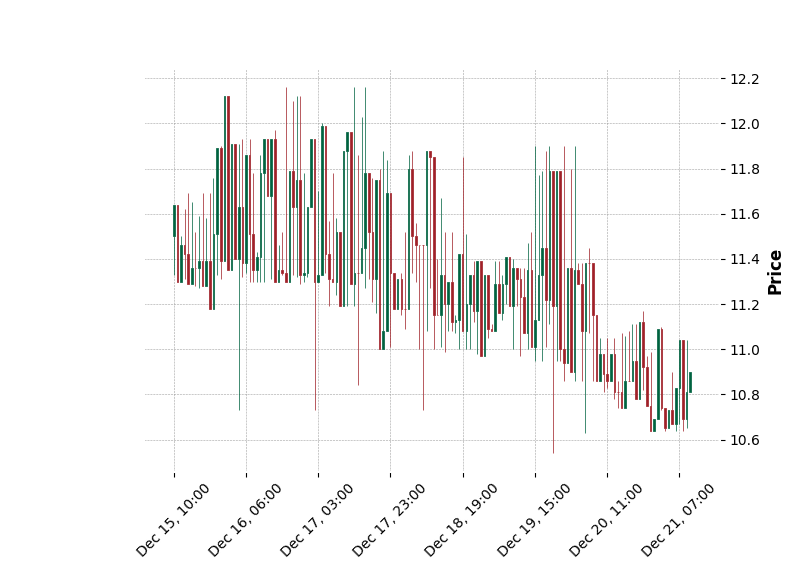 12.2
12.0
11.8
11.6
11.4
11.2
11.0
10.8
10.6
Price
Dec 15, 10:00
Dec 16, 06:00
Dec 17, 03:00
Dec 17, 23:00
Dec 18, 19:00
Dec 19, 15:00
Dec 20, 11:00
Dec 21, 07:00